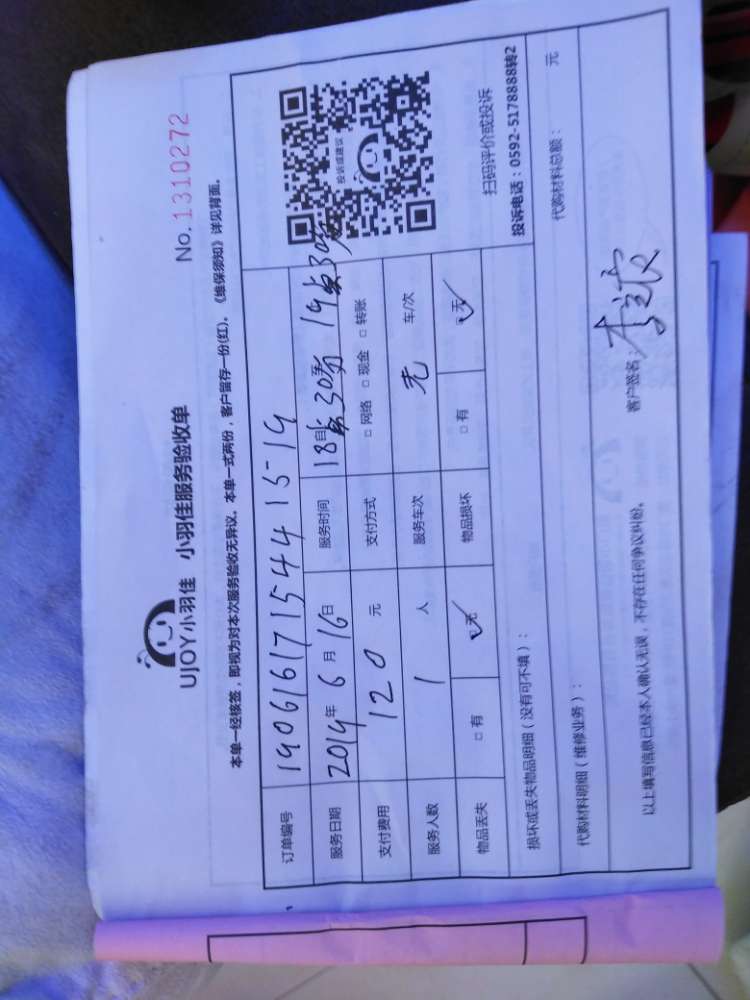 No.1310272
UJOY小羽佳 小羽佳服务验收单
本单一经核签，即视为对本次服务验收无异议。本单一式两份，客户留存一份(红)。《维保须知》详见背面。
订单编号 190616171544415-19
服务日期 2019年6月16日 服务时间 18点30分 至 19点30分
支付费用 120 元 支付方式 □网络 □现金 □转账
服务人数 1 人 服务车次 无 车/次
物品丢失 □有 ☑无 物品损坏 □有 ☑无
投诉或建议
扫码评价或投诉
投诉电话：0592-5178888转2
损坏或丢失物品明细（没有可不填）：
代购材料明细（维修业务）： 代购材料总额： 元
以上填写信息已经本人确认无误，不存在任何争议纠纷。 客户签名：